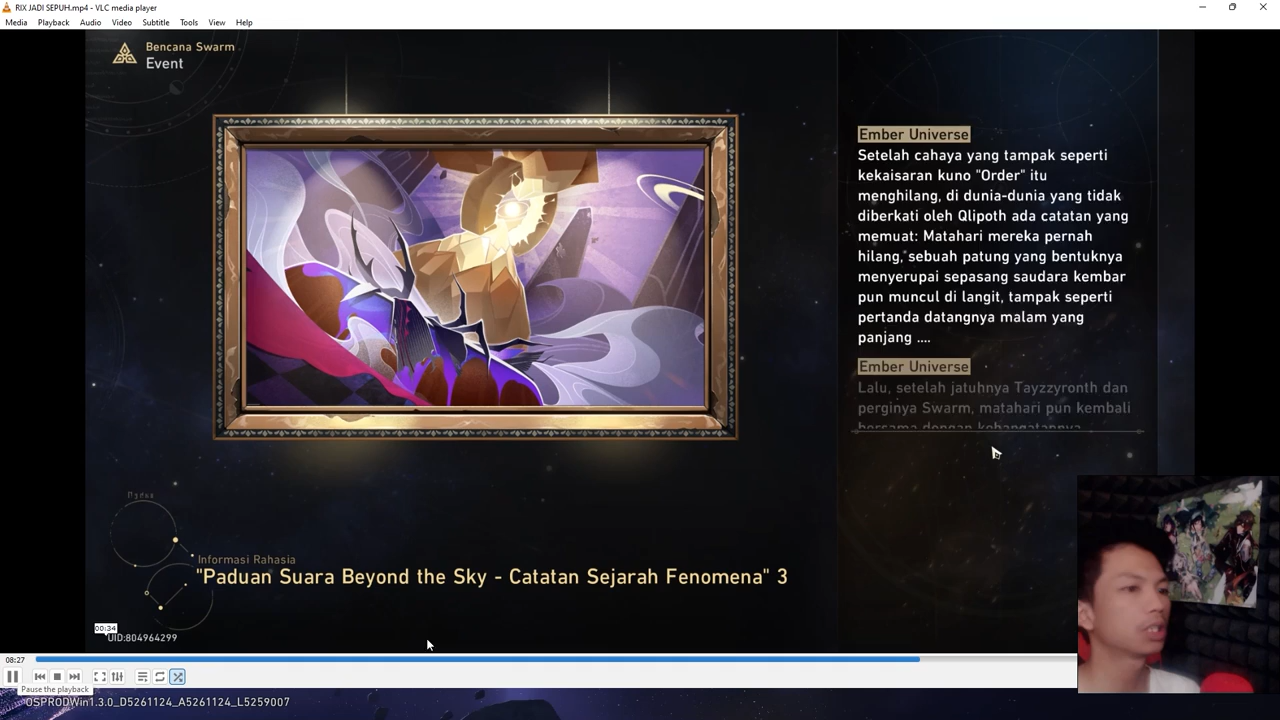 RIX JADI SEPUH.mp4 - VLC media player
Media Playback Audio Video Subtitle Tools View Help
Bencana Swarm
Event
Ember Universe
Setelah cahaya yang tampak seperti
kekaisaran kuno "Order" itu
menghilang, di dunia-dunia yang tidak
diberkati oleh Qlipoth ada catatan yang
memuat: Matahari mereka pernah
hilang, sebuah patung yang bentuknya
menyerupai sepasang saudara kembar
pun muncul di langit, tampak seperti
pertanda datangnya malam yang
panjang ....
Ember Universe
Lalu, setelah jatuhnya Tayzzyronth dan
perginya Swarm, matahari pun kembali
bersama dengan kehangatannya
Informasi Rahasia
"Paduan Suara Beyond the Sky - Catatan Sejarah Fenomena" 3
00:34
UID:804964299
08:27
Pause the playback
OSPRODWin1.3.0_D5261124_A5261124_L5259007